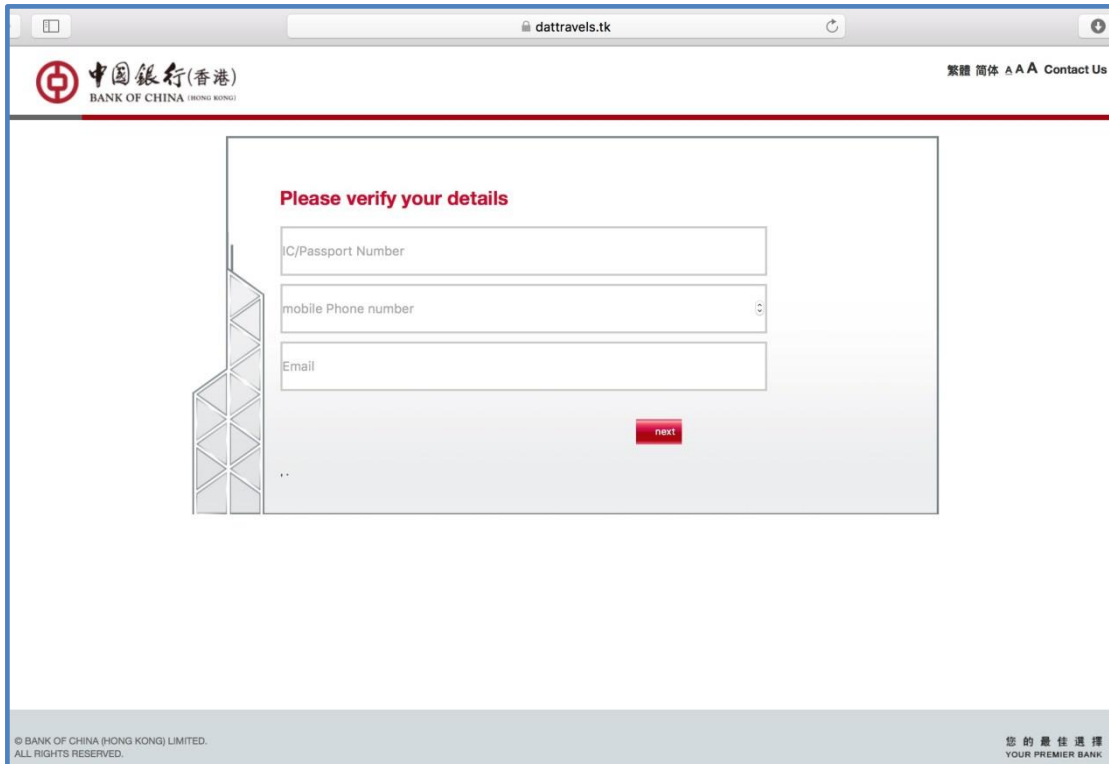 dattravels.tk
中國銀行(香港)
BANK OF CHINA (HONG KONG)
繁體 简体 A A A Contact Us
Please verify your details
IC/Passport Number
mobile Phone number
Email
next
, .
© BANK OF CHINA (HONG KONG) LIMITED.
ALL RIGHTS RESERVED.
您的最佳選擇
YOUR PREMIER BANK